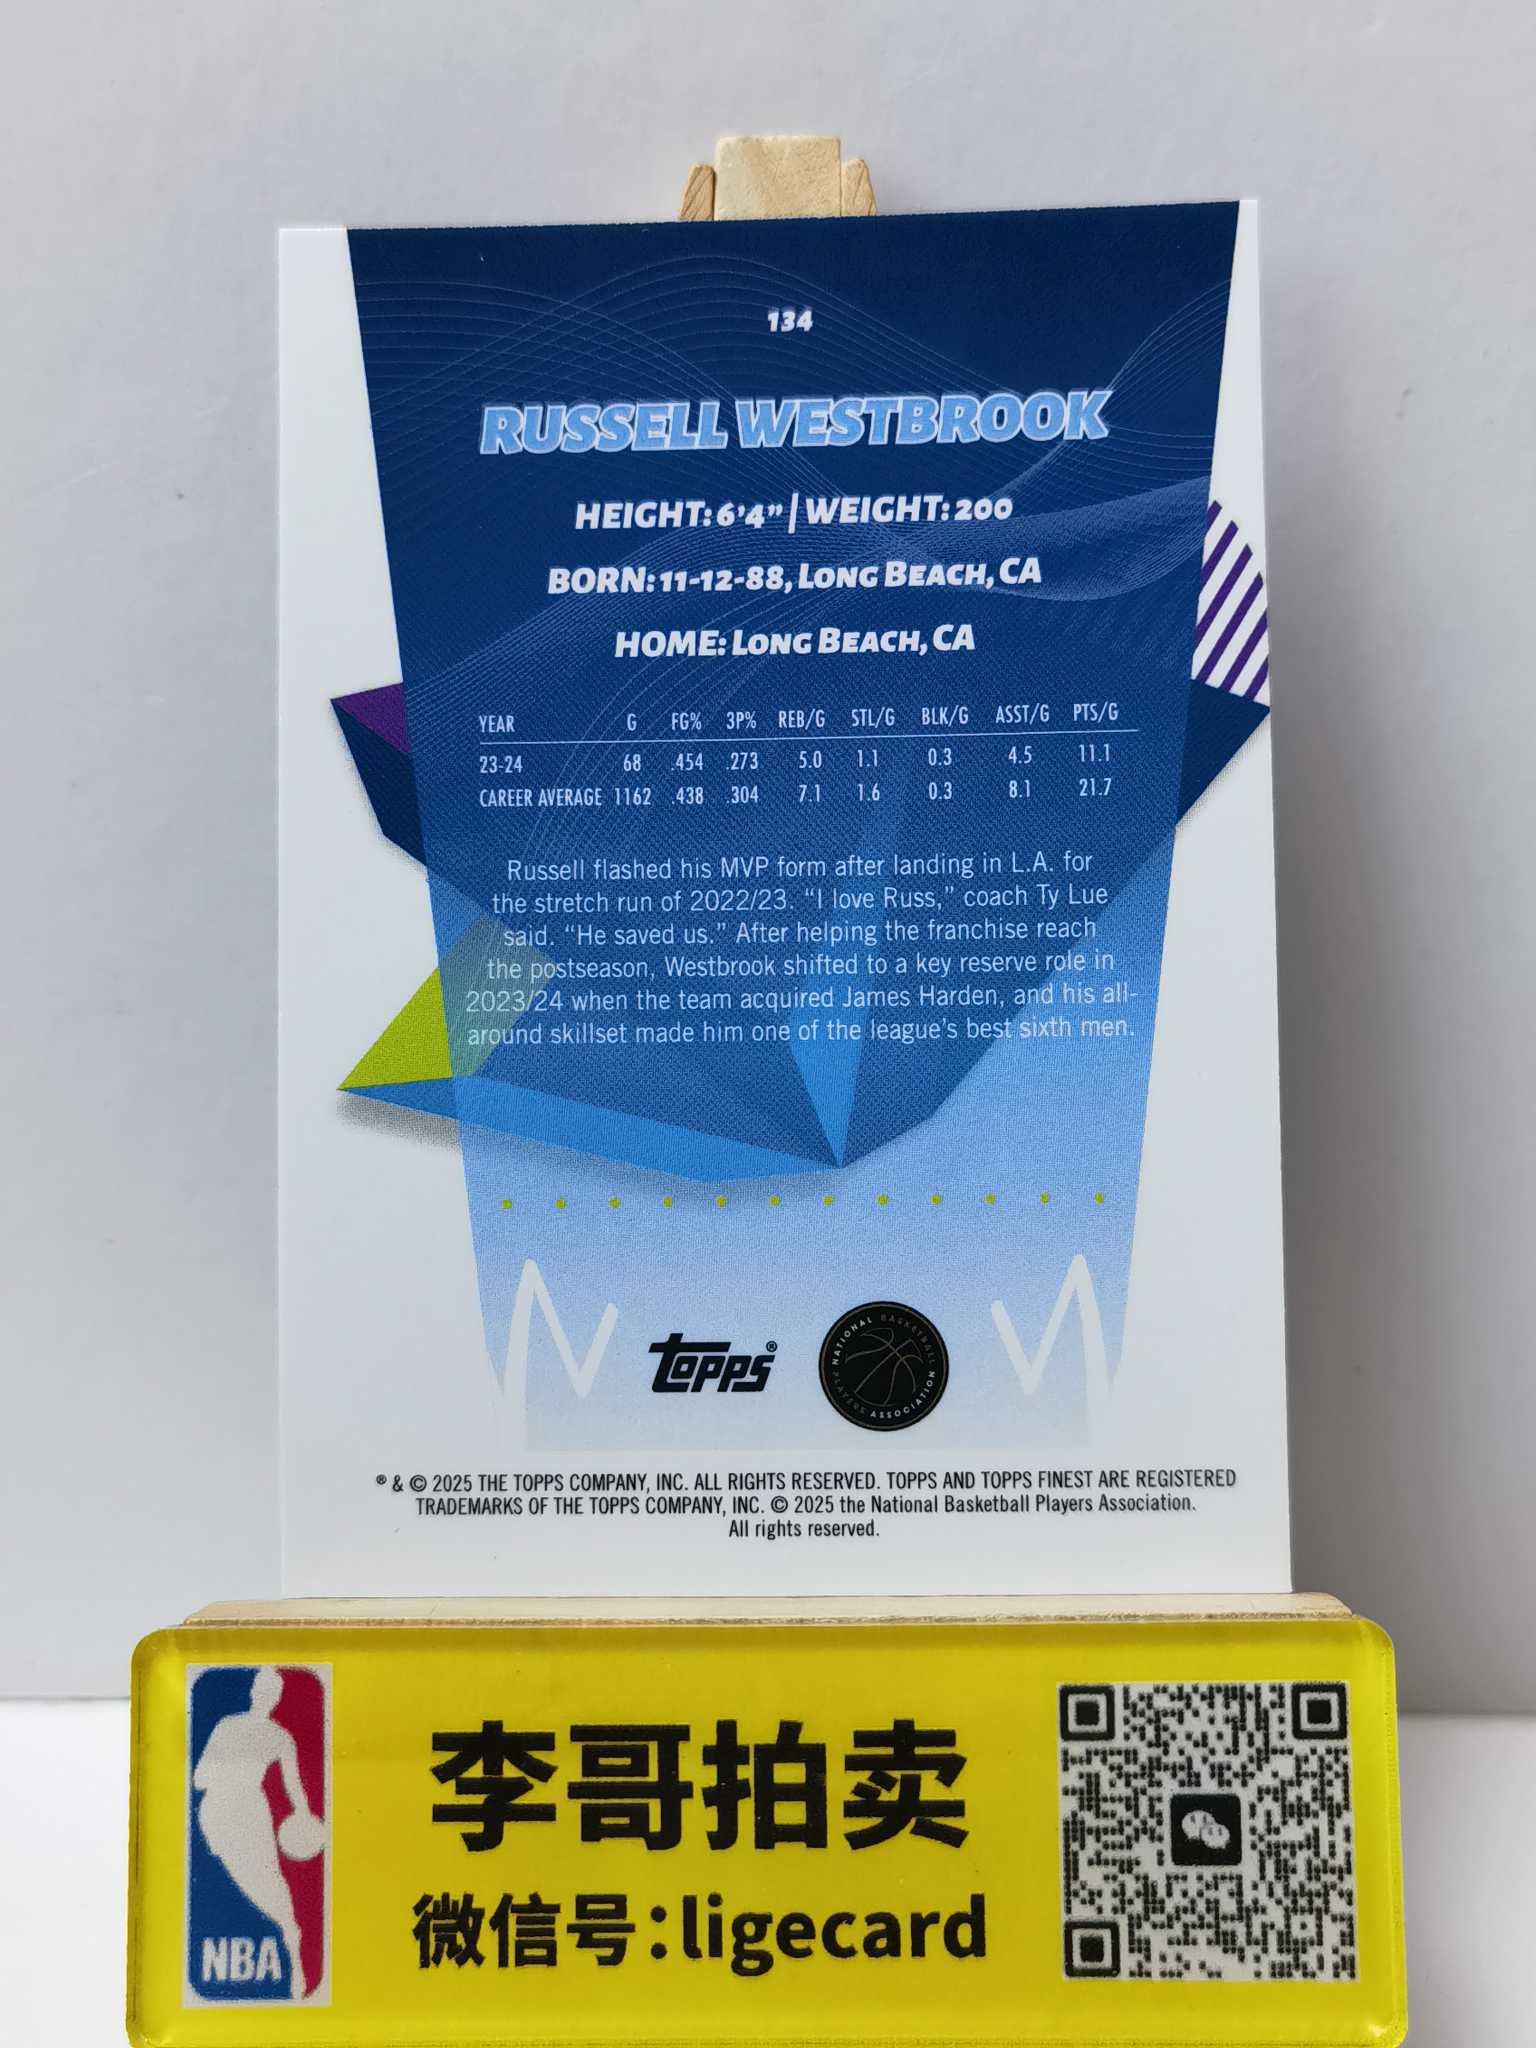 134
RUSSELL WESTBROOK
HEIGHT: 6'4" | WEIGHT: 200
BORN: 11-12-88, LONG BEACH, CA
HOME: LONG BEACH, CA
YEAR G FG% 3P% REB/G STL/G BLK/G ASST/G PTS/G
23-24 68 .454 .273 5.0 1.1 0.3 4.5 11.1
CAREER AVERAGE 1162 .438 .304 7.1 1.6 0.3 8.1 21.7
Russell flashed his MVP form after landing in L.A. for
the stretch run of 2022/23. “I love Russ,” coach Ty Lue
said. “He saved us.” After helping the franchise reach
the postseason, Westbrook shifted to a key reserve role in
2023/24 when the team acquired James Harden, and his all-
around skillset made him one of the league’s best sixth men.
Topps®
NATIONAL BASKETBALL PLAYERS ASSOCIATION
® & © 2025 THE TOPPS COMPANY, INC. ALL RIGHTS RESERVED. TOPPS AND TOPPS FINEST ARE REGISTERED
TRADEMARKS OF THE TOPPS COMPANY, INC. © 2025 the National Basketball Players Association.
All rights reserved.
李哥拍卖
微信号:ligecard
NBA